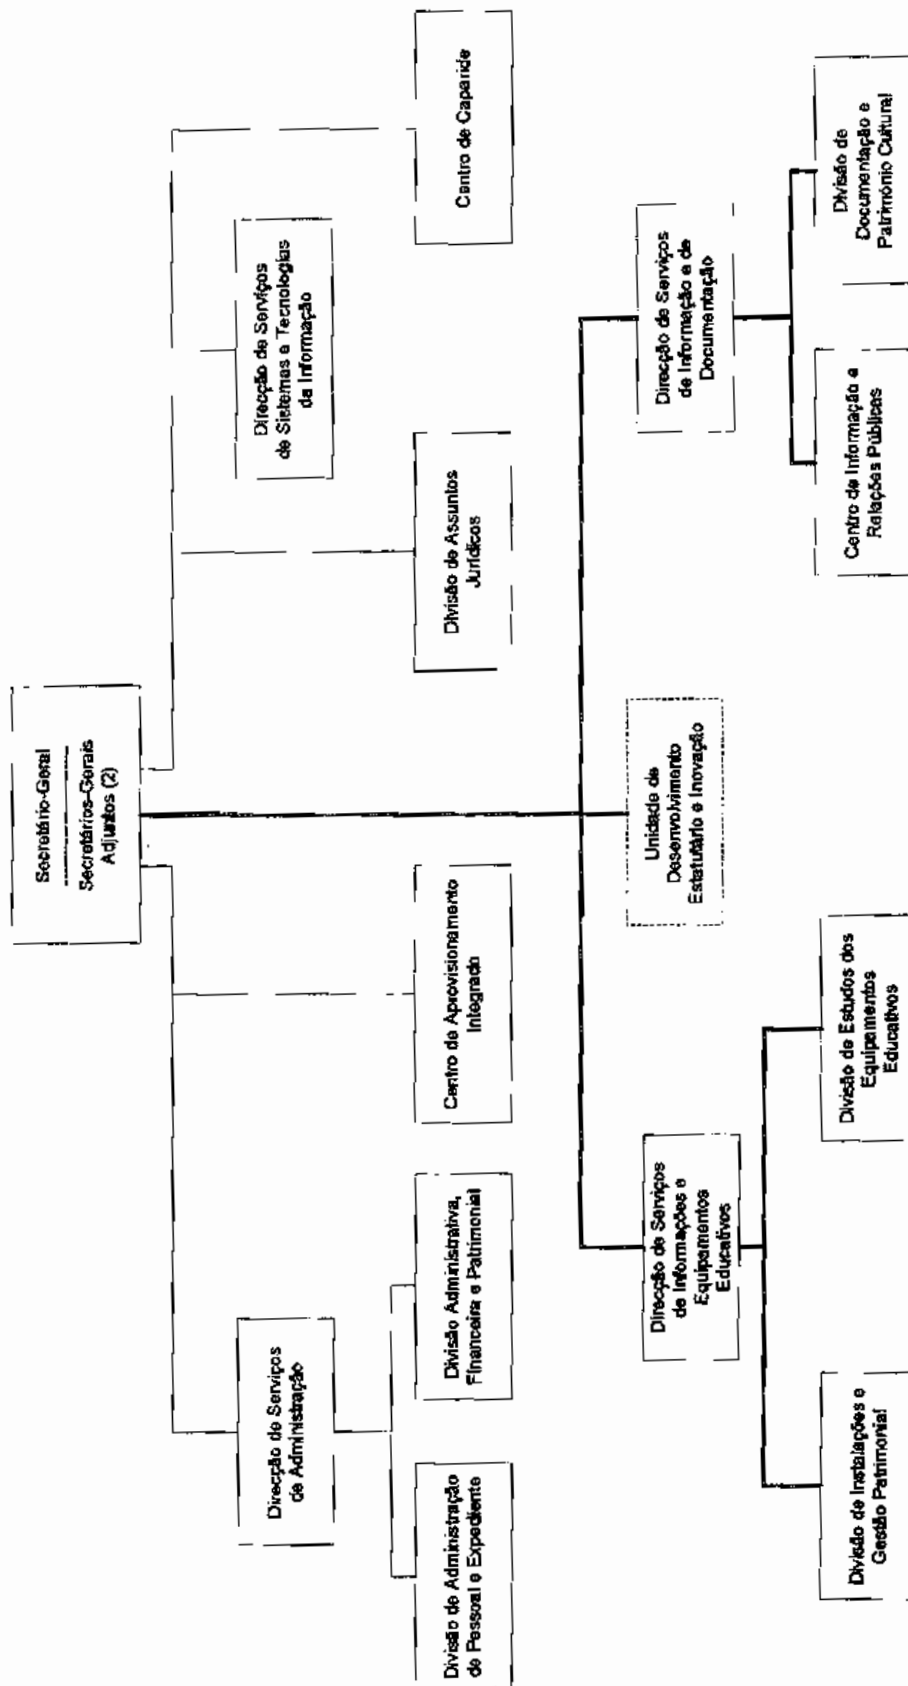 Secretário-Geral
Secretários-Gerais
Adjuntos (2)
Direcção de Serviços
de Administração
Direcção de Serviços
de Sistemas e Tecnologias
da Informação
Divisão de Administração
de Pessoal e Expediente
Divisão Administrativa,
Financeira e Patrimonial
Centro de Aprovisionamento
Integrado
Divisão de Assuntos
Jurídicos
Centro de Caparide
Direcção de Serviços
de Informações e
Equipamentos
Educativos
Unidade de
Desenvolvimento
Estatutário e Inovação
Direcção de Serviços
de Informação e de
Documentação
Divisão de Instalações e
Gestão Patrimonial
Divisão de Estudos dos
Equipamentos
Educativos
Centro de Informação e
Relações Públicas
Divisão de
Documentação e
Património Cultural